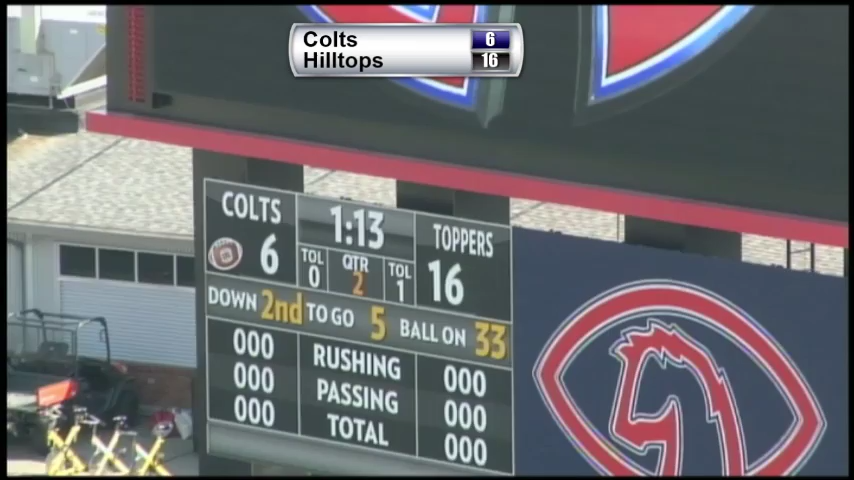 Colts 6
Hilltops 16
COLTS 1:13 TOPPERS
6 TOL 0 QTR 2 TOL 1 16
DOWN 2nd TO GO 5 BALL ON 33
000 RUSHING 000
000 PASSING 000
000 TOTAL 000